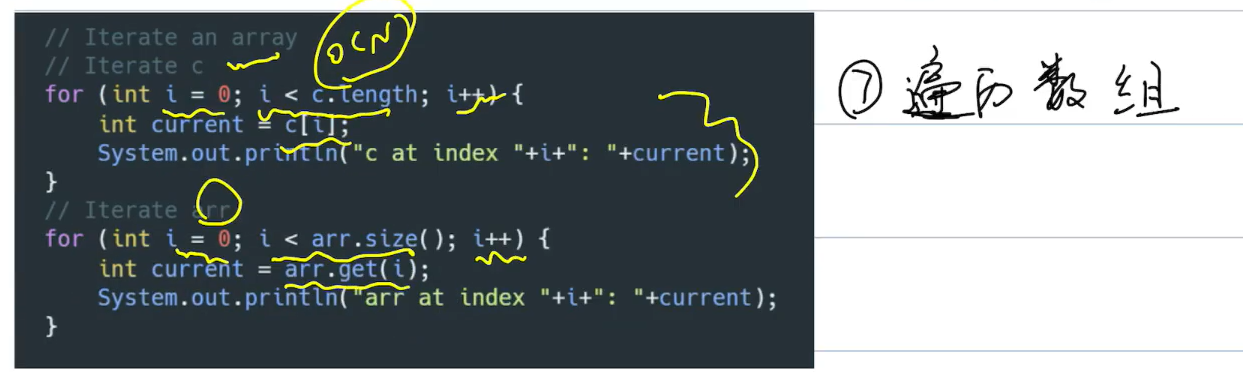 // Iterate an array
// Iterate c
O(N)
for (int i = 0; i < c.length; i++) {
    int current = c[i];
    System.out.println("c at index "+i+": "+current);
}
// Iterate arr
for (int i = 0; i < arr.size(); i++) {
    int current = arr.get(i);
    System.out.println("arr at index "+i+": "+current);
}
⑦ 遍历数组